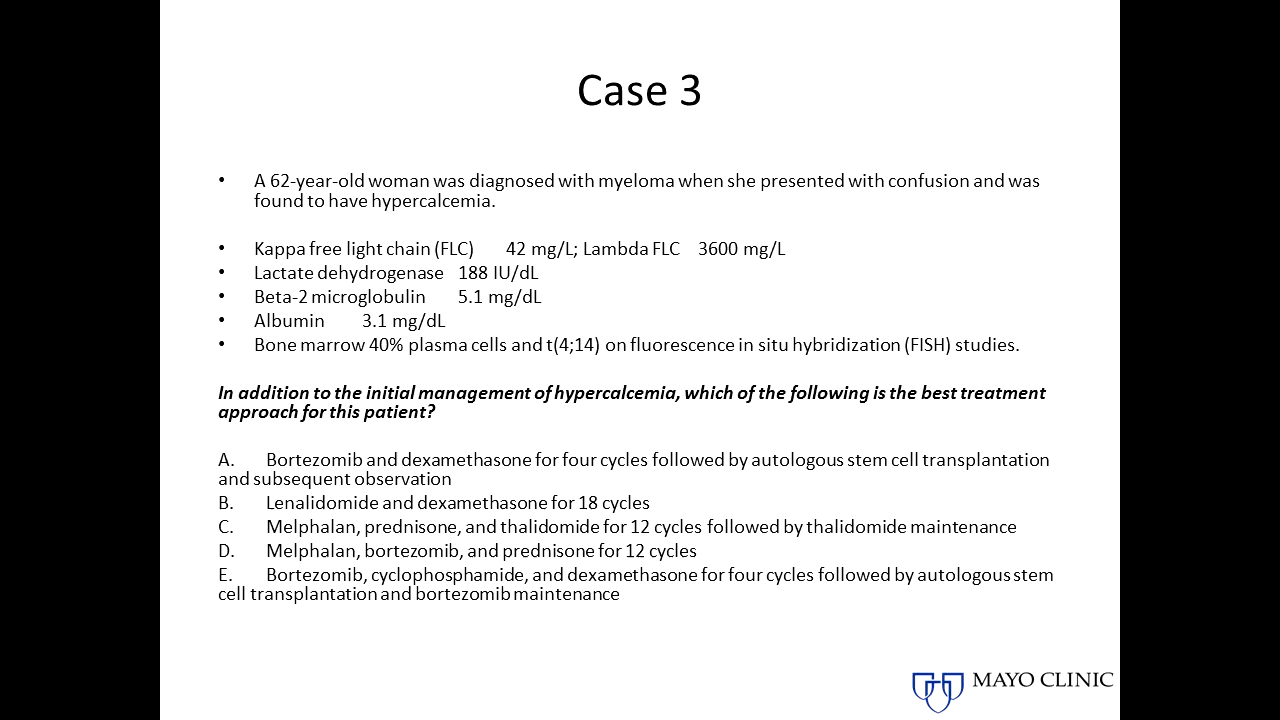 Case 3
• A 62-year-old woman was diagnosed with myeloma when she presented with confusion and was
found to have hypercalcemia.
• Kappa free light chain (FLC) 42 mg/L; Lambda FLC 3600 mg/L
• Lactate dehydrogenase 188 IU/dL
• Beta-2 microglobulin 5.1 mg/dL
• Albumin 3.1 mg/dL
• Bone marrow 40% plasma cells and t(4;14) on fluorescence in situ hybridization (FISH) studies.
In addition to the initial management of hypercalcemia, which of the following is the best treatment
approach for this patient?
A. Bortezomib and dexamethasone for four cycles followed by autologous stem cell transplantation
and subsequent observation
B. Lenalidomide and dexamethasone for 18 cycles
C. Melphalan, prednisone, and thalidomide for 12 cycles followed by thalidomide maintenance
D. Melphalan, bortezomib, and prednisone for 12 cycles
E. Bortezomib, cyclophosphamide, and dexamethasone for four cycles followed by autologous stem
cell transplantation and bortezomib maintenance
MAYO CLINIC